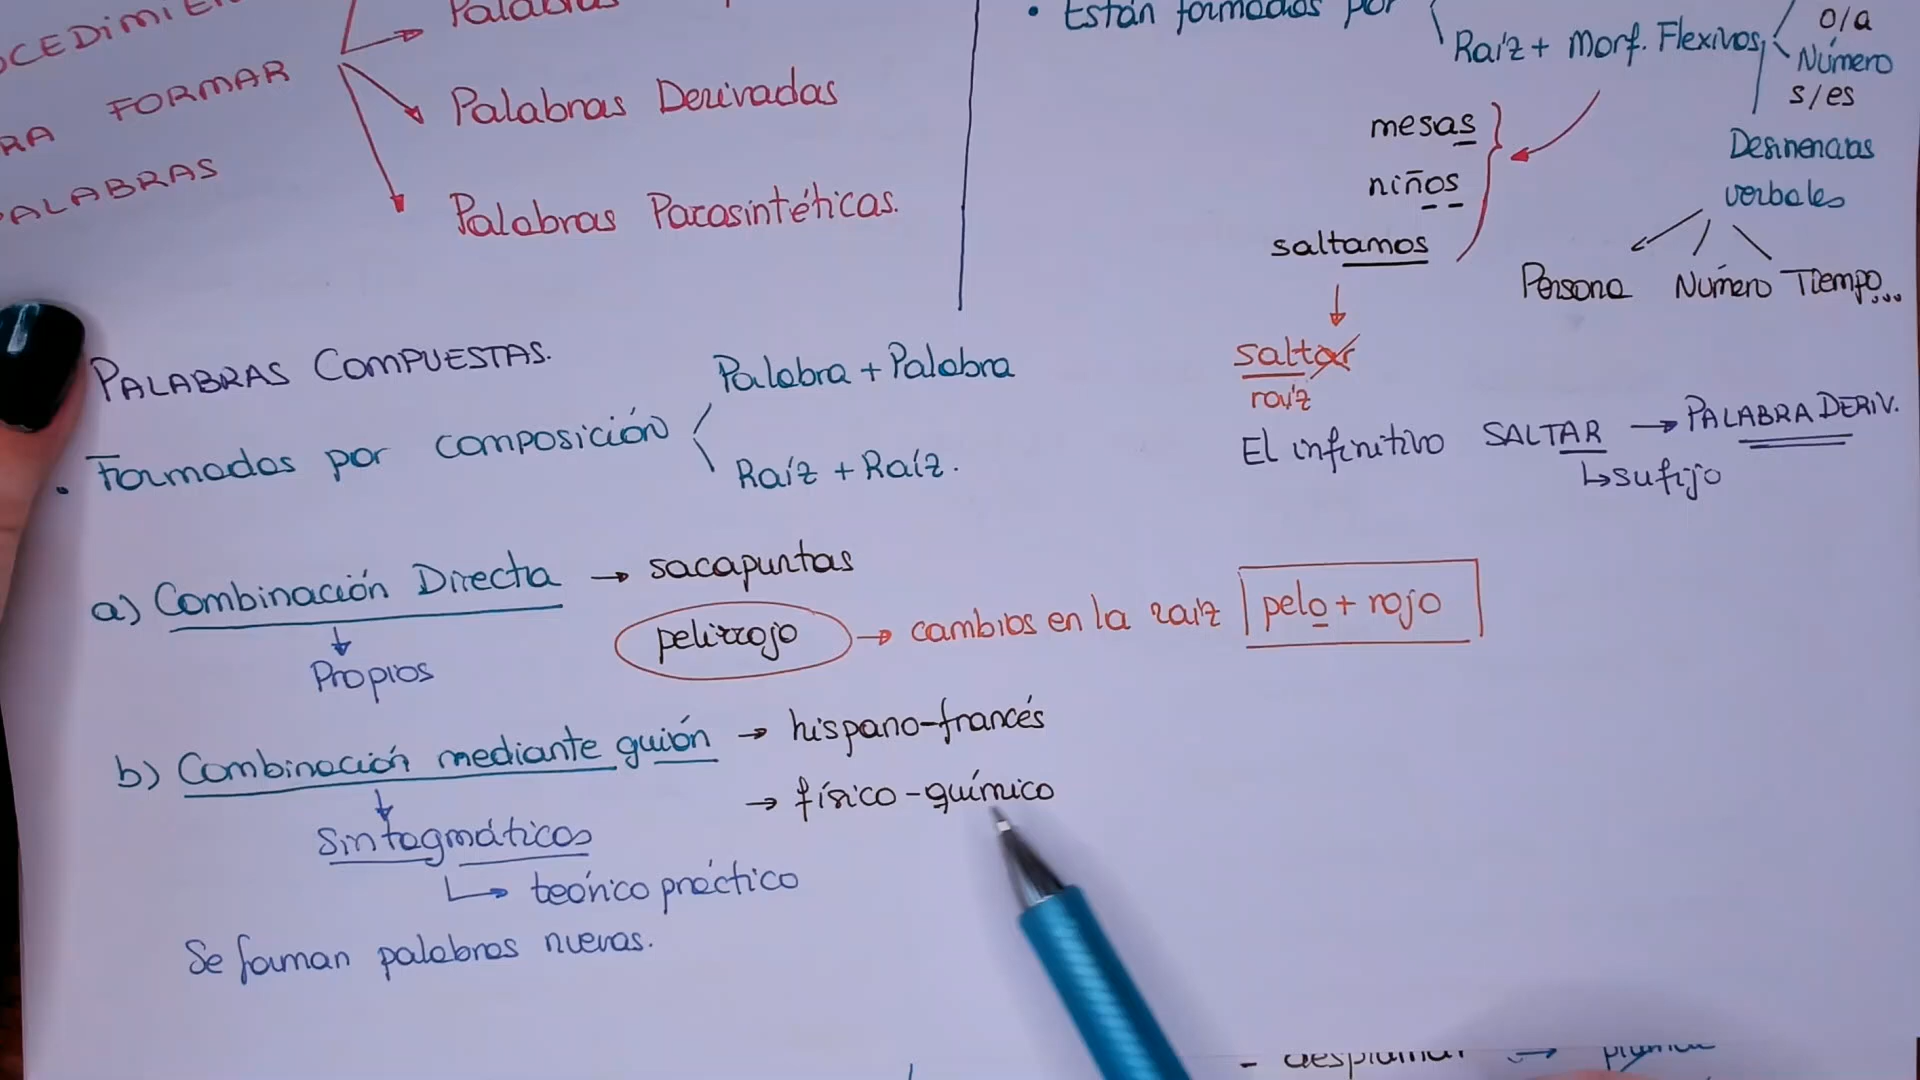 FORMAR
Palabras Derivadas
Palabras Parasintéticas.
• Están formados por
Raíz + Morf. Flexivos,
o/a
Número
s/es
Desinencias
verbales
Persona Número Tiempo...
mesas
niños
saltamos
saltar
raíz
El infinitivo SALTAR → PALABRA DERIV.
↳ sufijo
PALABRAS COMPUESTAS.
• Formados por composición
Palabra + Palabra
Raíz + Raíz.
a) Combinación Directa → sacapuntas
Propios
pelirrojo → cambios en la raíz pelo + rojo
b) Combinación mediante guión → hispano-francés
→ físico-químico
Sintagmáticos
↳ teórico práctico
Se forman palabras nuevas.